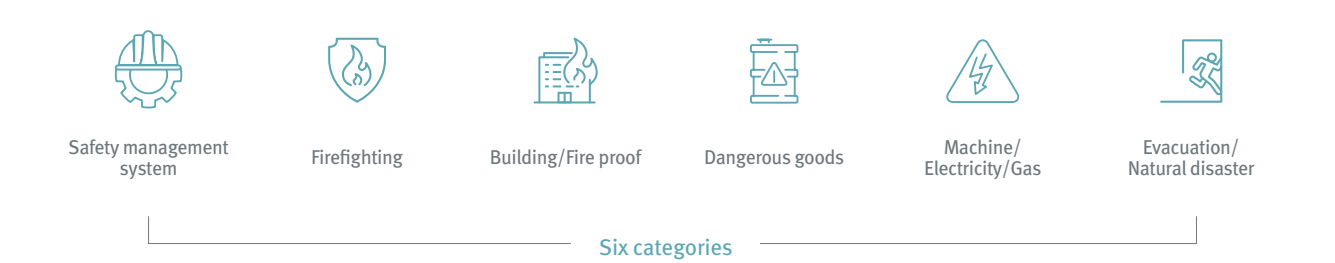 Safety management
system
Firefighting
Building/Fire proof
Dangerous goods
Machine/
Electricity/Gas
Evacuation/
Natural disaster
Six categories